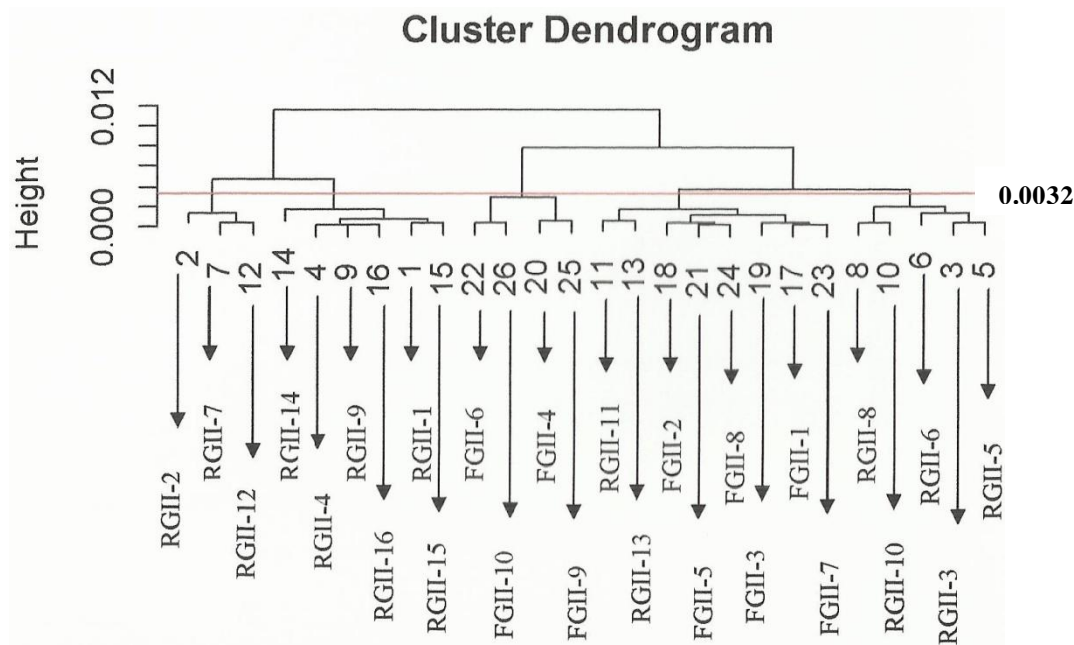 Cluster Dendrogram
Height
0.012
0.000
0.0032
2 7 12 14 4 9 16 1 15 22 26 20 25 11 13 18 21 24 19 17 23 8 10 6 3 5
RGII-2
RGII-7
RGII-12
RGII-14
RGII-4
RGII-9
RGII-16
RGII-1
RGII-15
FGII-6
FGII-10
FGII-4
FGII-9
RGII-11
RGII-13
FGII-2
FGII-5
FGII-8
FGII-3
FGII-1
FGII-7
RGII-8
RGII-10
RGII-6
RGII-3
RGII-5